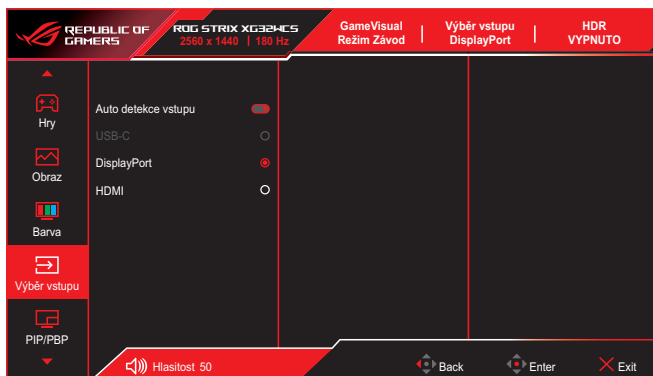 REPUBLIC OF
GAMERS
ROG STRIX XG32WCS
2560 x 1440 | 180 Hz
GameVisual
Režim Závod
Výběr vstupu
DisplayPort
HDR
VYPNUTO
Hry
Obraz
Barva
Výběr vstupu
PIP/PBP
Auto detekce vstupu
USB-C
DisplayPort
HDMI
Hlasitost 50
Back
Enter
Exit